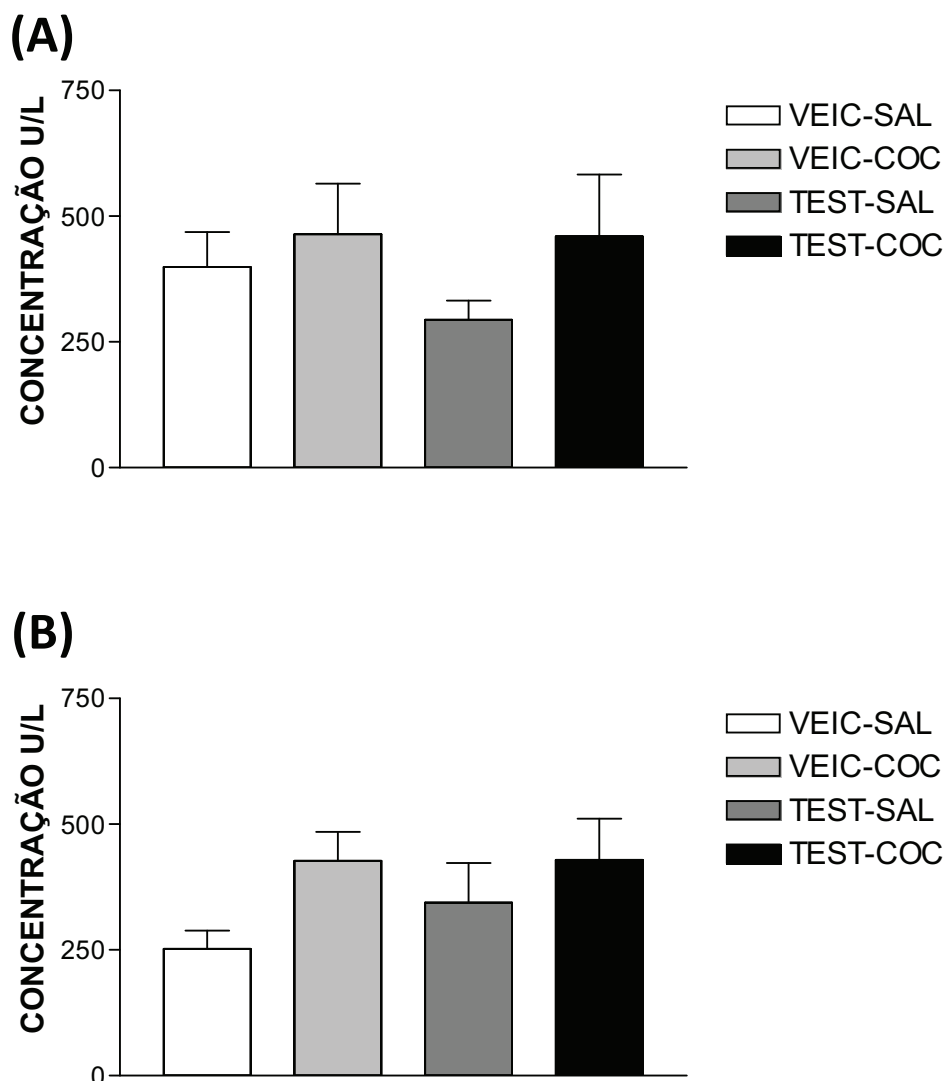 (A)
CONCENTRAÇÃO U/L
750
500
250
0
VEIC-SAL
VEIC-COC
TEST-SAL
TEST-COC
(B)
CONCENTRAÇÃO U/L
750
500
250
0
VEIC-SAL
VEIC-COC
TEST-SAL
TEST-COC